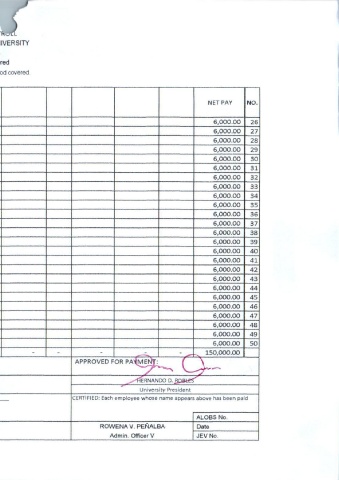 IVERSITY
red
od covered.
NET PAY NO.
6,000.00 26
6,000.00 27
6,000.00 28
6,000.00 29
6,000.00 30
6,000.00 31
6,000.00 32
6,000.00 33
6,000.00 34
6,000.00 35
6,000.00 36
6,000.00 37
6,000.00 38
6,000.00 39
6,000.00 40
6,000.00 41
6,000.00 42
6,000.00 43
6,000.00 44
6,000.00 45
6,000.00 46
6,000.00 47
6,000.00 48
6,000.00 49
6,000.00 50
- - - - - 150,000.00
APPROVED FOR PAYMENT:
HERNANDO D. ROBLES
University President
CERTIFIED: Each employee whose name appears above has been paid
ALOBS No.
ROWENA V. PEÑALBA Date
Admin. Officer V JEV No.